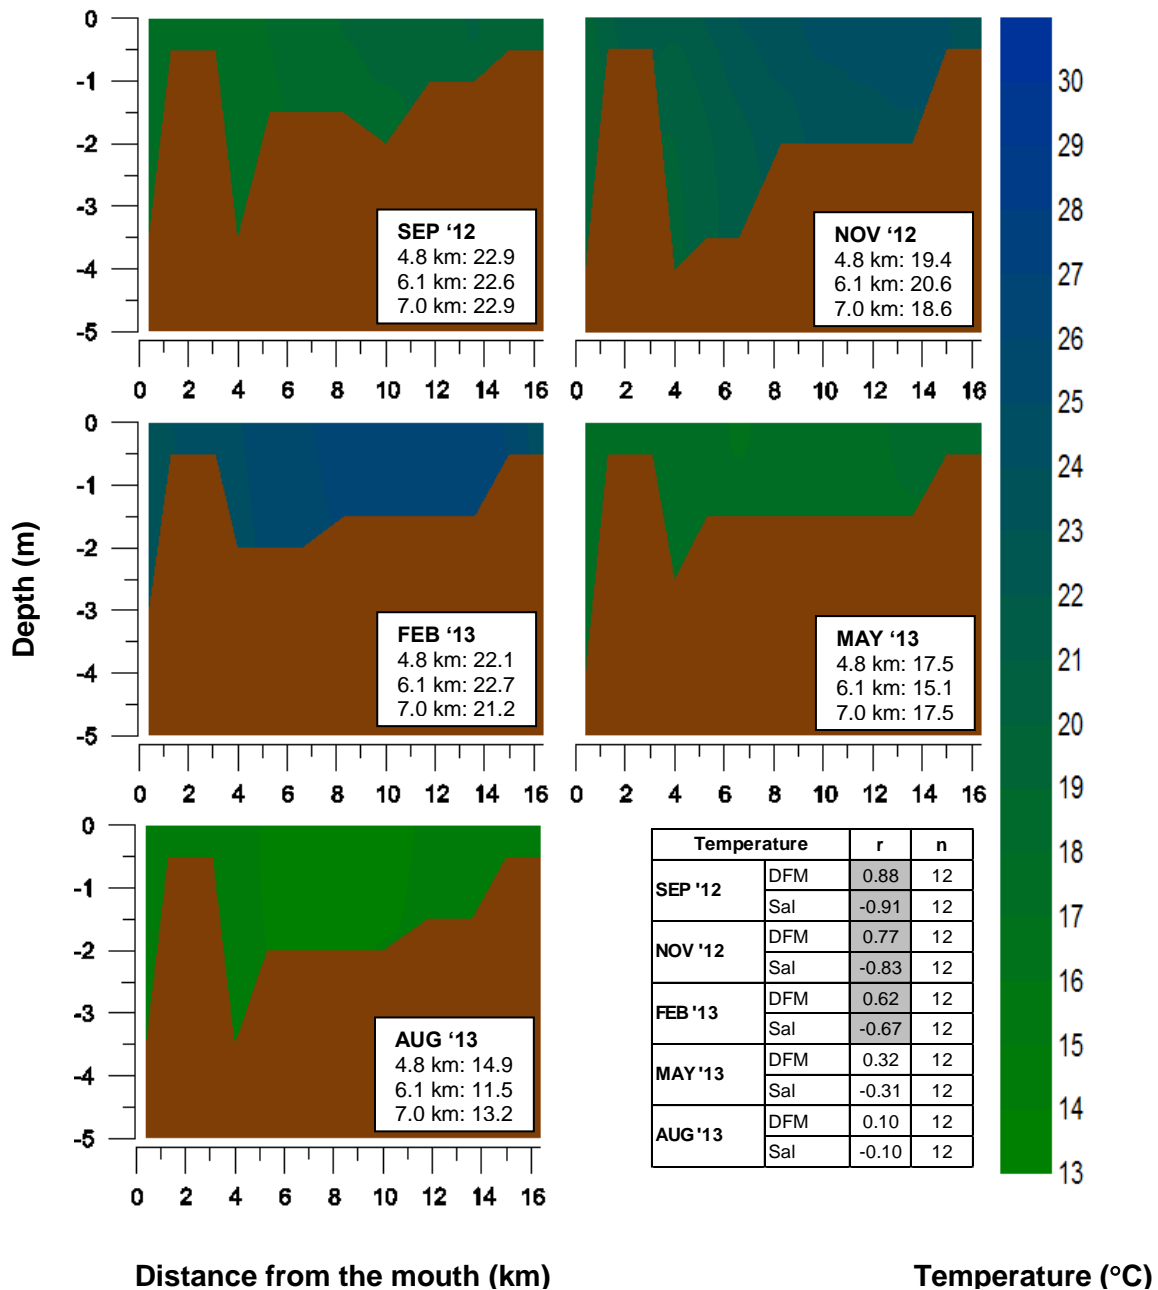 0
-1
-2
-3
-4
-5
SEP ‘12
4.8 km: 22.9
6.1 km: 22.6
7.0 km: 22.9
0 2 4 6 8 10 12 14 16
NOV ‘12
4.8 km: 19.4
6.1 km: 20.6
7.0 km: 18.6
0 2 4 6 8 10 12 14 16
0
-1
-2
-3
-4
-5
FEB ‘13
4.8 km: 22.1
6.1 km: 22.7
7.0 km: 21.2
0 2 4 6 8 10 12 14 16
MAY ‘13
4.8 km: 17.5
6.1 km: 15.1
7.0 km: 17.5
0 2 4 6 8 10 12 14 16
Depth (m)
0
-1
-2
-3
-4
-5
AUG ‘13
4.8 km: 14.9
6.1 km: 11.5
7.0 km: 13.2
0 2 4 6 8 10 12 14 16
Temperature r n
SEP '12 DFM 0.88 12
Sal -0.91 12
NOV '12 DFM 0.77 12
Sal -0.83 12
FEB '13 DFM 0.62 12
Sal -0.67 12
MAY '13 DFM 0.32 12
Sal -0.31 12
AUG '13 DFM 0.10 12
Sal -0.10 12
30
29
28
27
26
25
24
23
22
21
20
19
18
17
16
15
14
13
Distance from the mouth (km)
Temperature (°C)